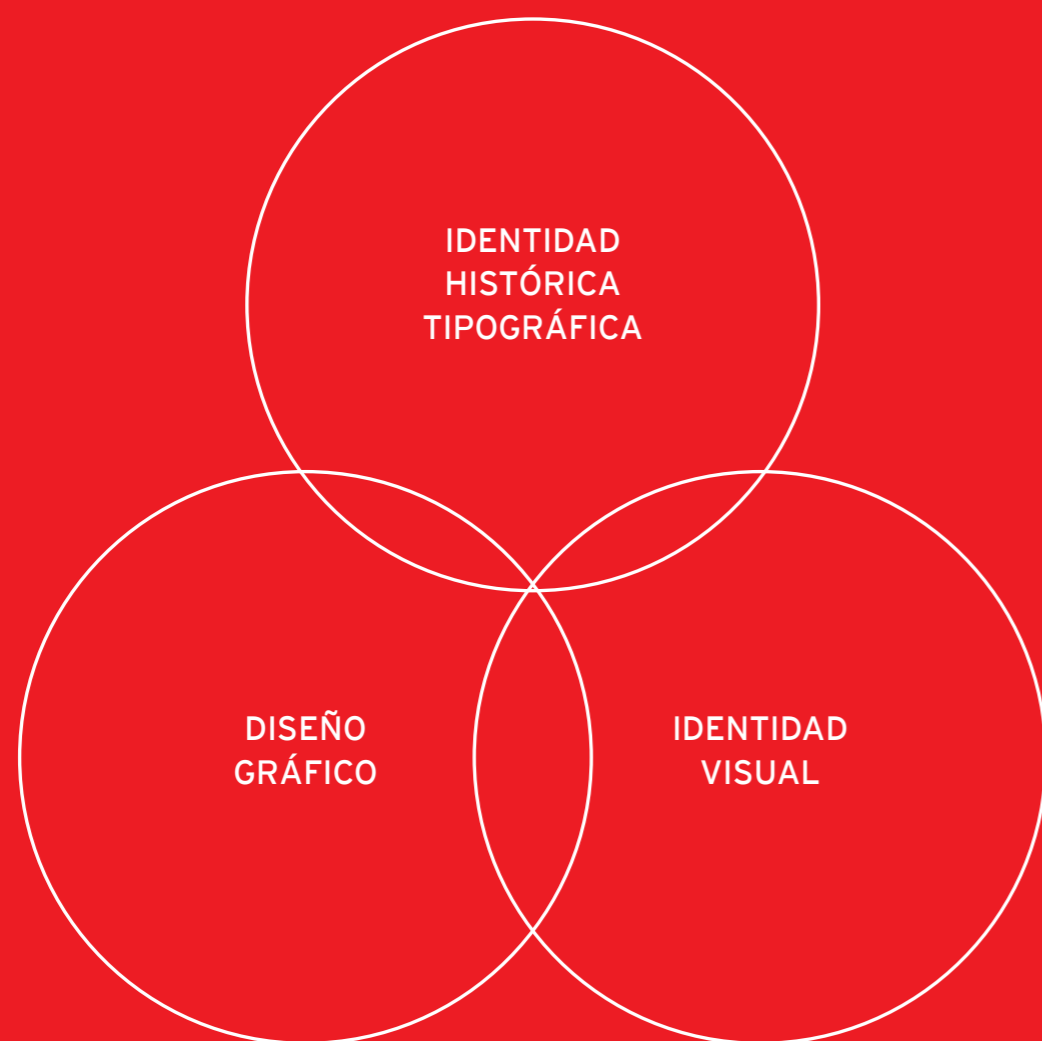 IDENTIDAD
HISTÓRICA
TIPOGRÁFICA
DISEÑO
GRÁFICO
IDENTIDAD
VISUAL